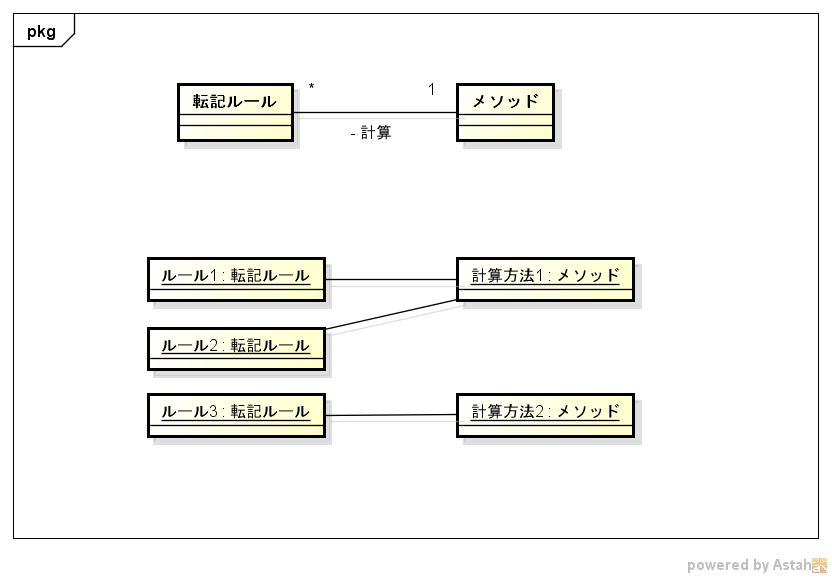 pkg
転記ルール
*
1
メソッド
- 計算
ルール1 : 転記ルール
計算方法1 : メソッド
ルール2 : 転記ルール
ルール3 : 転記ルール
計算方法2 : メソッド
powered by Astah